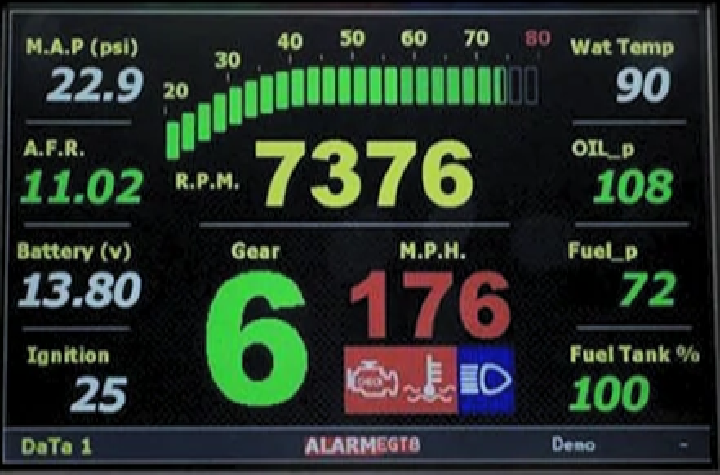 M.A.P (psi)
22.9
20 30 40 50 60 70 80
Wat Temp
90
A.F.R.
11.02
R.P.M. 7376
OIL_p
108
Battery (v)
13.80
Gear
6
M.P.H.
176
Fuel_p
72
Ignition
25
CHECK
Fuel Tank %
100
DaTa 1 ALARM EGT8 Demo -